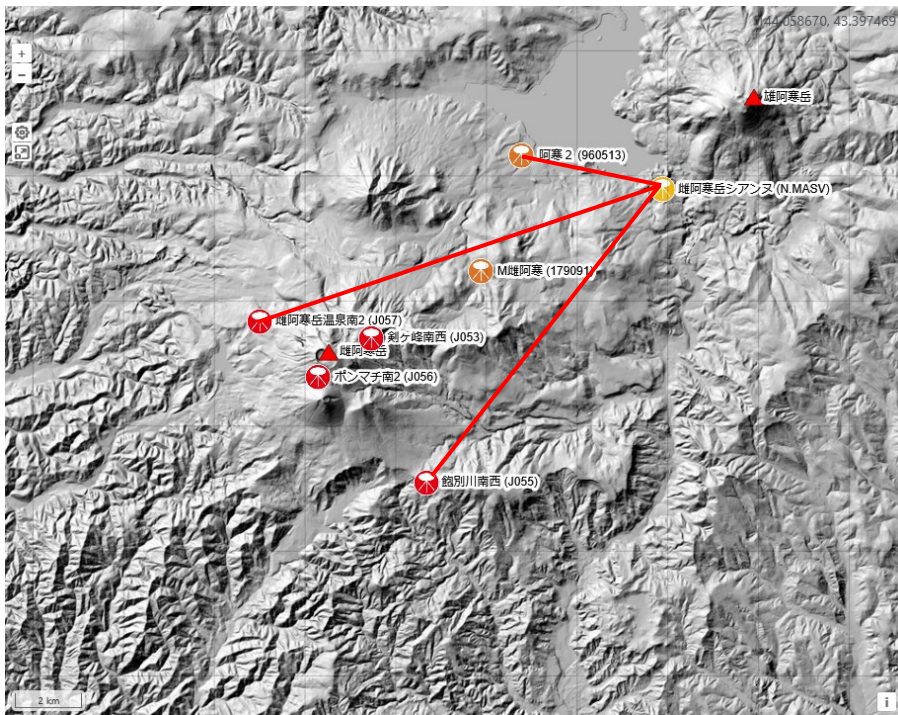 144.058670, 43.397469
+
−
雄阿寒岳
阿寒２ (960513)
雌阿寒岳シアンヌ (N.MASV)
M雌阿寒 (179091)
雌阿寒岳温泉南2 (J057)
剣ヶ峰南西 (J053)
雌阿寒岳
ポンマチ南2 (J056)
飽別川南西 (J055)
2 km
i